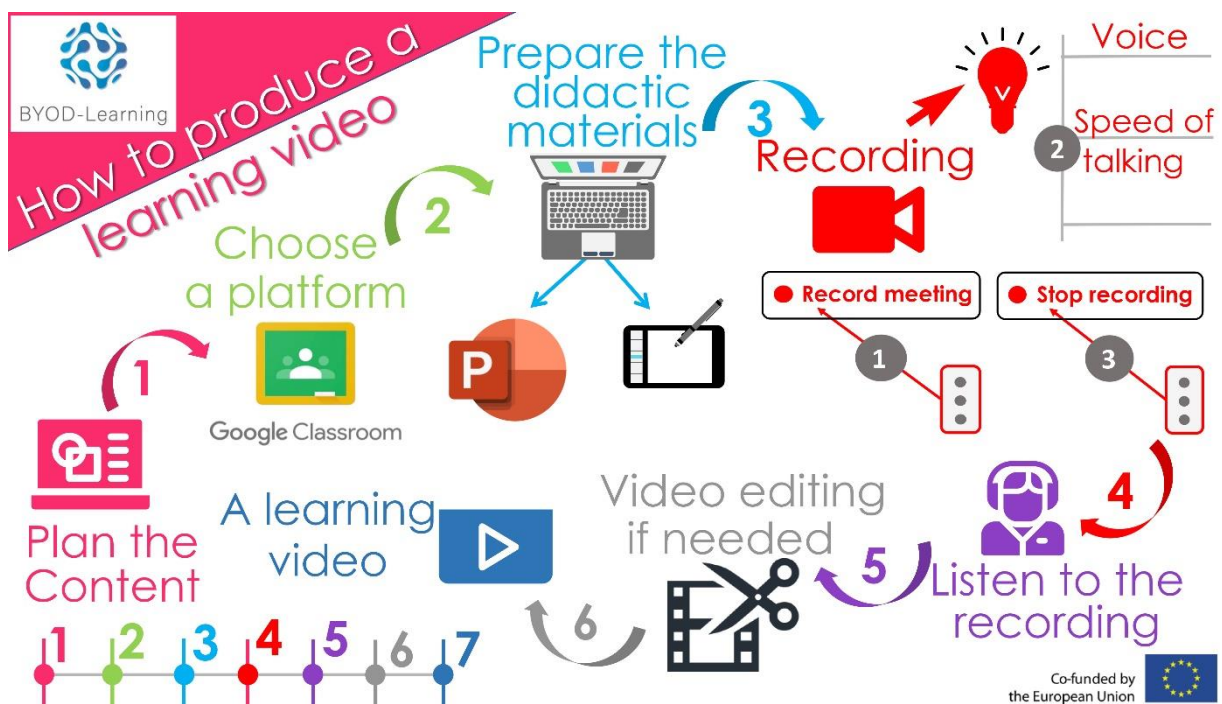 BYOD-Learning
How to produce a
learning video
Plan the
Content
1
Choose
a platform
Google Classroom
2
Prepare the
didactic
materials
P
3
Recording
Voice
2
Speed of
talking
Record meeting
1
Stop recording
3
4
Listen to the
recording
5
Video editing
if needed
6
A learning
video
1 2 3 4 5 6 7
Co-funded by
the European Union